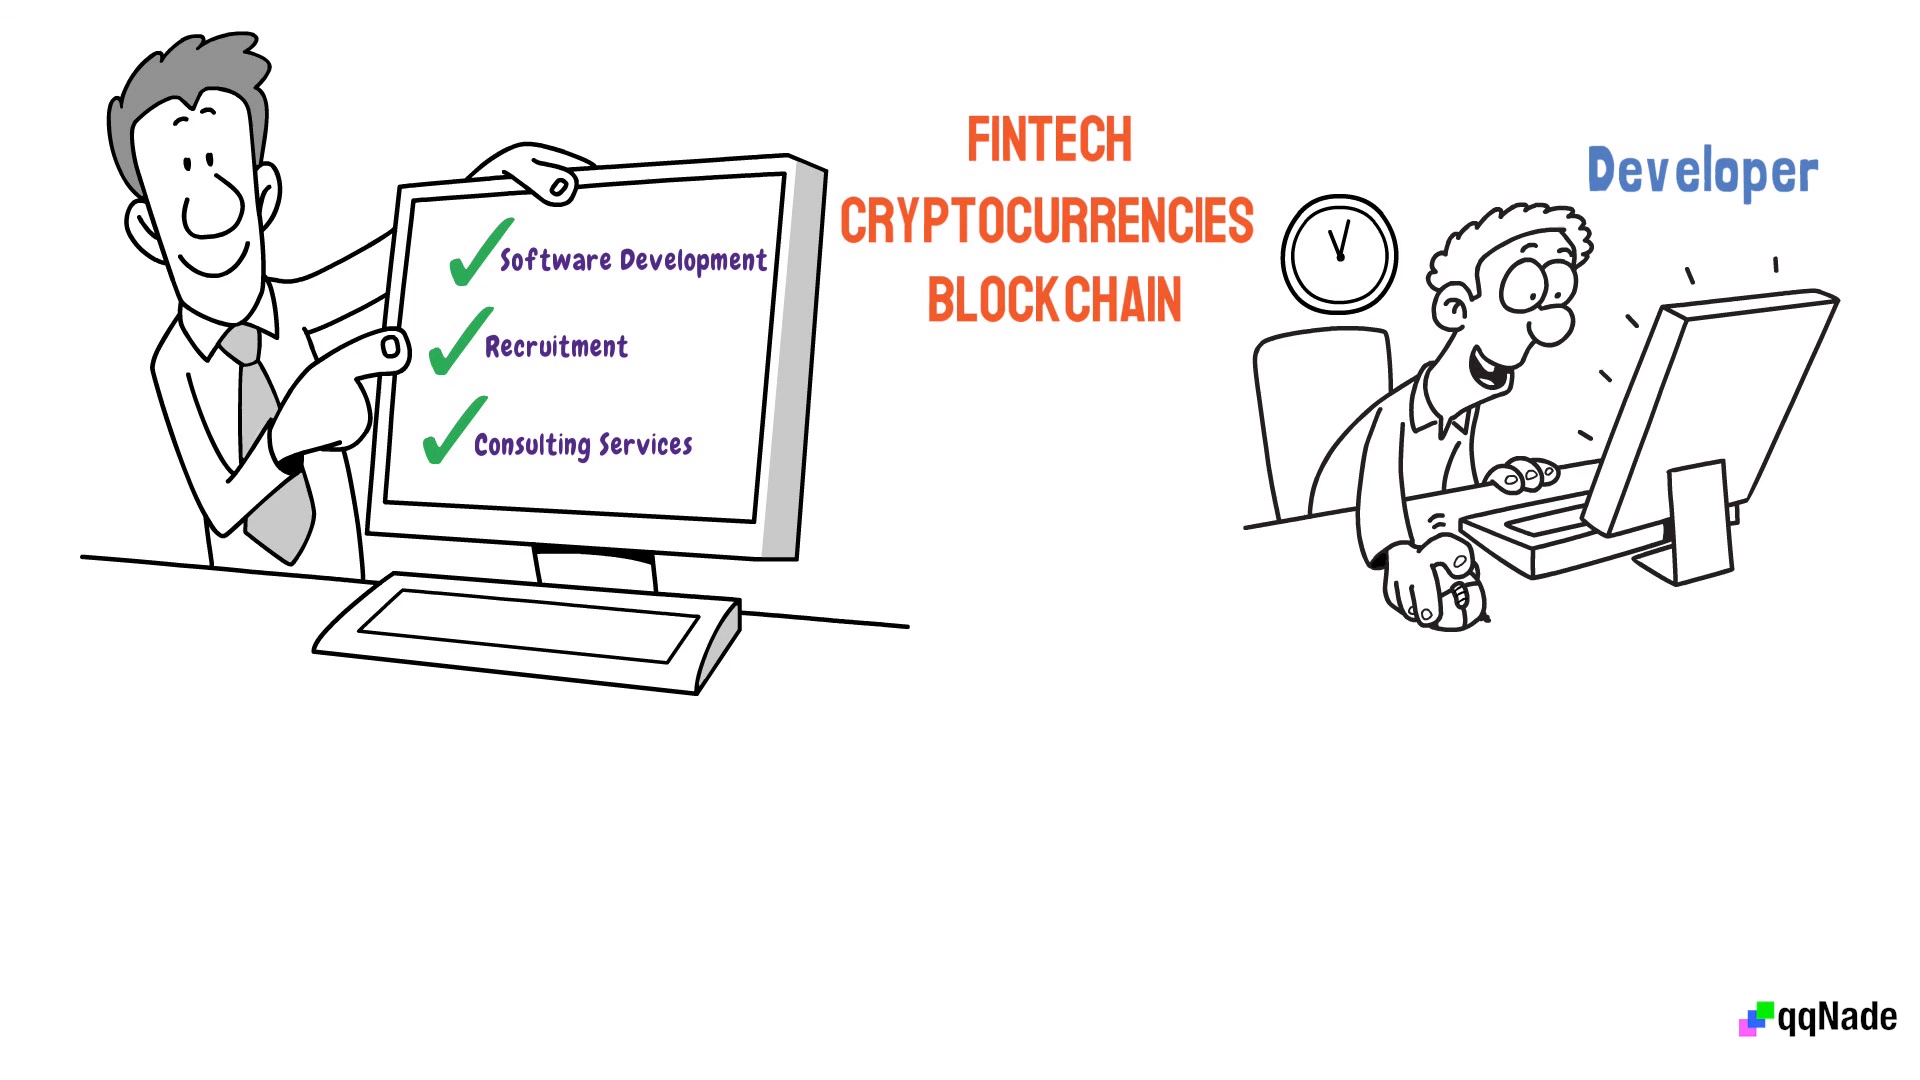 Software Development
Recruitment
Consulting Services
FINTECH
CRYPTOCURRENCIES
BLOCKCHAIN
Developer
qqNade